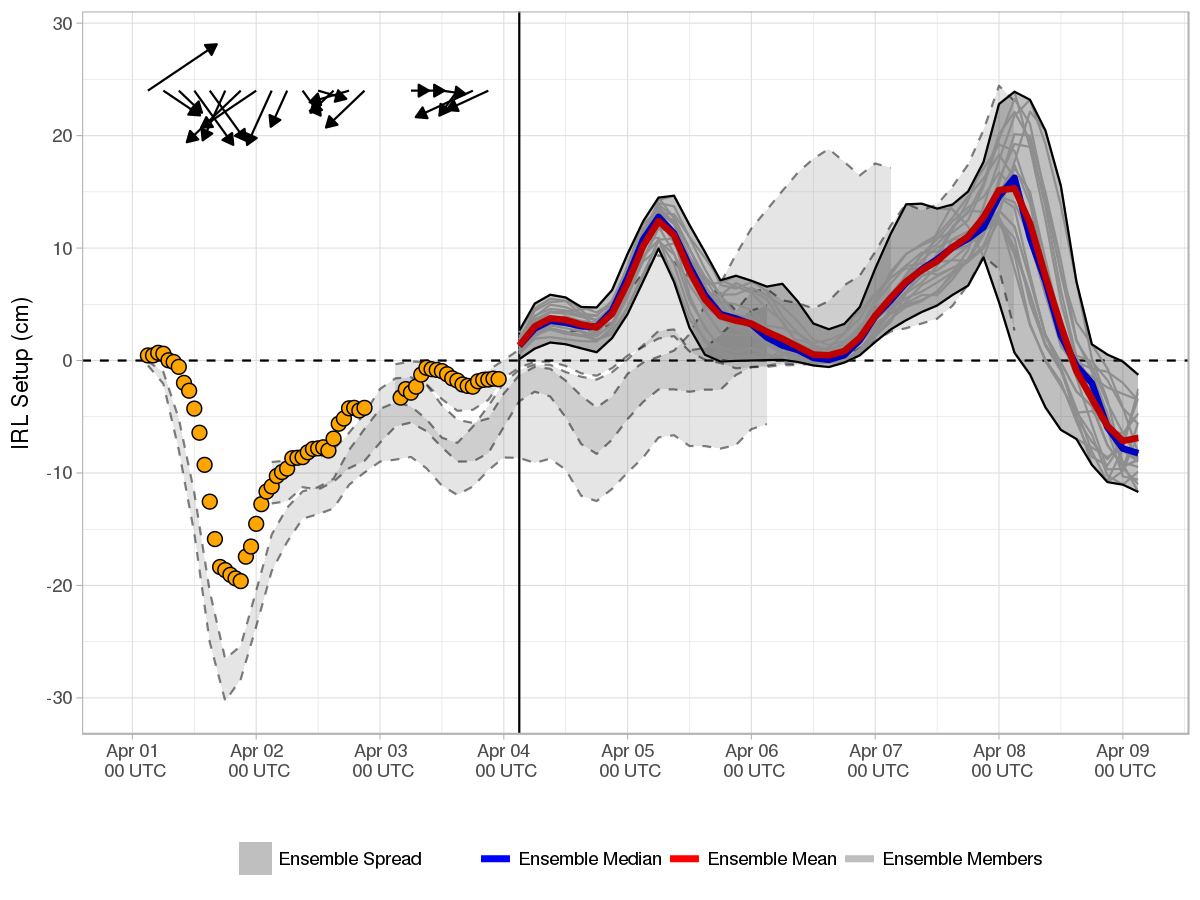 IRL Setup (cm)
30
20
10
0
-10
-20
-30
Apr 01 Apr 02 Apr 03 Apr 04 Apr 05 Apr 06 Apr 07 Apr 08 Apr 09
00 UTC 00 UTC 00 UTC 00 UTC 00 UTC 00 UTC 00 UTC 00 UTC 00 UTC
Ensemble Spread Ensemble Median Ensemble Mean Ensemble Members